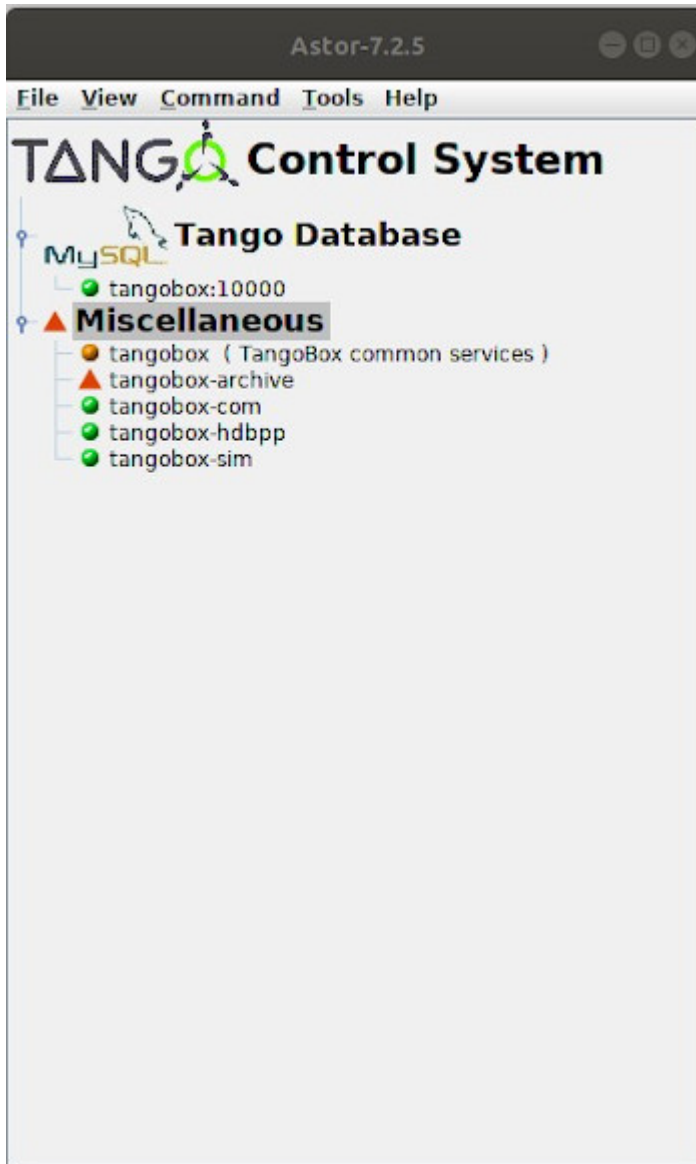 Astor-7.2.5
File View Command Tools Help
TANGO Control System
MySQL Tango Database
tangobox:10000
Miscellaneous
tangobox ( TangoBox common services )
tangobox-archive
tangobox-com
tangobox-hdbpp
tangobox-sim